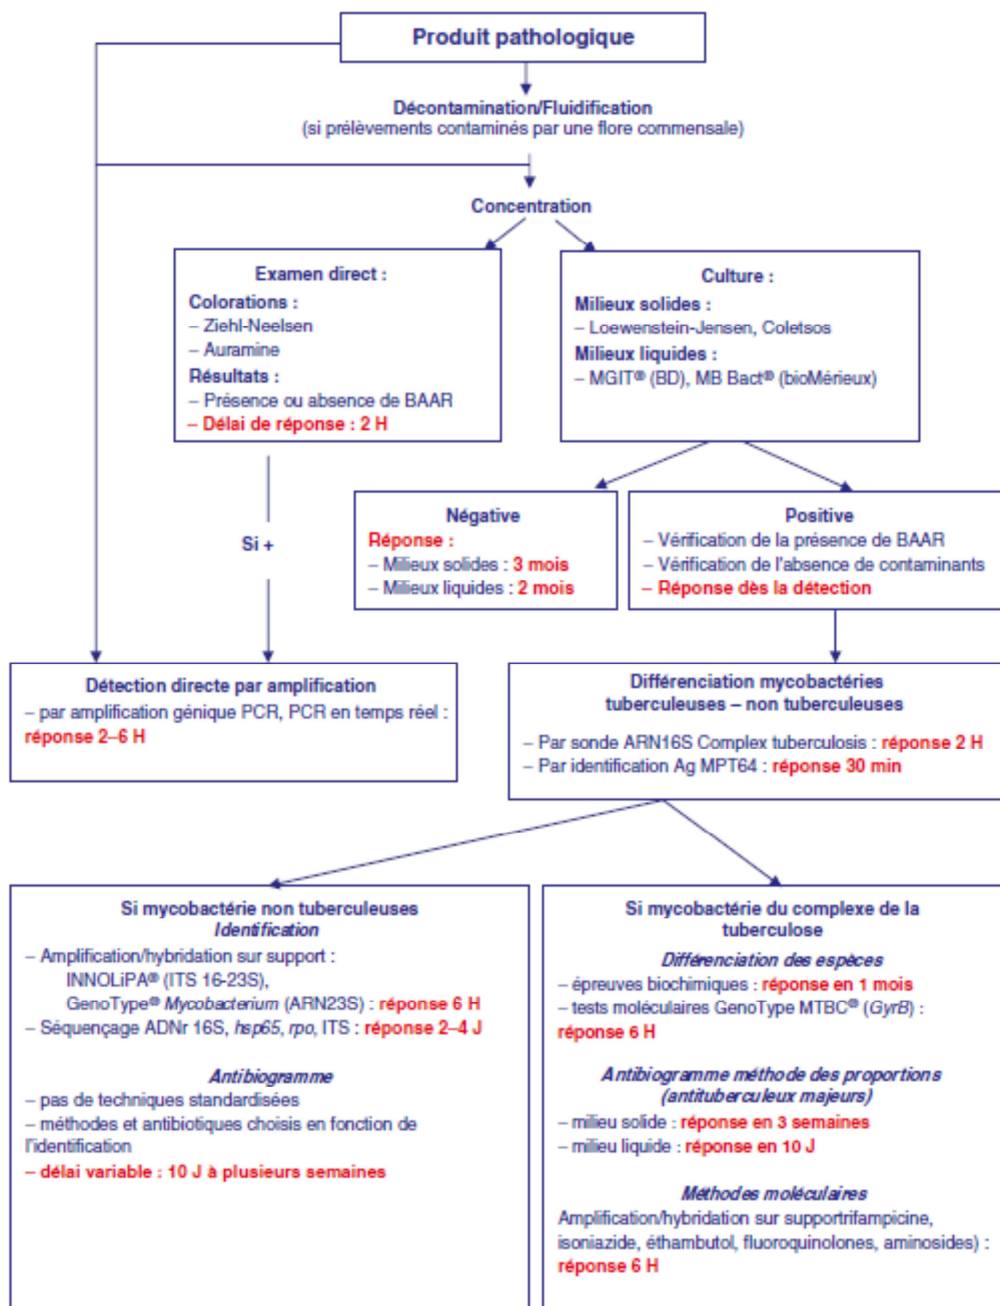 Produit pathologique
Décontamination/Fluidification
(si prélèvements contaminés par une flore commensale)
Concentration
Examen direct :
Colorations :
– Ziehl-Neelsen
– Auramine
Résultats :
– Présence ou absence de BAAR
– Délai de réponse : 2 H
Culture :
Milieux solides :
– Loewenstein-Jensen, Coletsos
Milieux liquides :
– MGIT® (BD), MB Bact® (bioMérieux)
Si +
Négative
Réponse :
– Milieux solides : 3 mois
– Milieux liquides : 2 mois
Positive
– Vérification de la présence de BAAR
– Vérification de l'absence de contaminants
– Réponse dès la détection
Détection directe par amplification
– par amplification génique PCR, PCR en temps réel :
réponse 2–6 H
Différenciation mycobactéries
tuberculeuses – non tuberculeuses
– Par sonde ARN16S Complex tuberculosis : réponse 2 H
– Par identification Ag MPT64 : réponse 30 min
Si mycobactérie non tuberculeuses
Identification
– Amplification/hybridation sur support :
INNOLiPA® (ITS 16-23S),
GenoType® Mycobacterium (ARN23S) : réponse 6 H
– Séquençage ADNr 16S, hsp65, rpo, ITS : réponse 2–4 J
Antibiogramme
– pas de techniques standardisées
– méthodes et antibiotiques choisis en fonction de
l'identification
– délai variable : 10 J à plusieurs semaines
Si mycobactérie du complexe de la
tuberculose
Différenciation des espèces
– épreuves biochimiques : réponse en 1 mois
– tests moléculaires GenoType MTBC® (GyrB) :
réponse 6 H
Antibiogramme méthode des proportions
(antituberculeux majeurs)
– milieu solide : réponse en 3 semaines
– milieu liquide : réponse en 10 J
Méthodes moléculaires
Amplification/hybridation sur supportrifampicine,
isoniazide, éthambutol, fluoroquinolones, aminosides) :
réponse 6 H